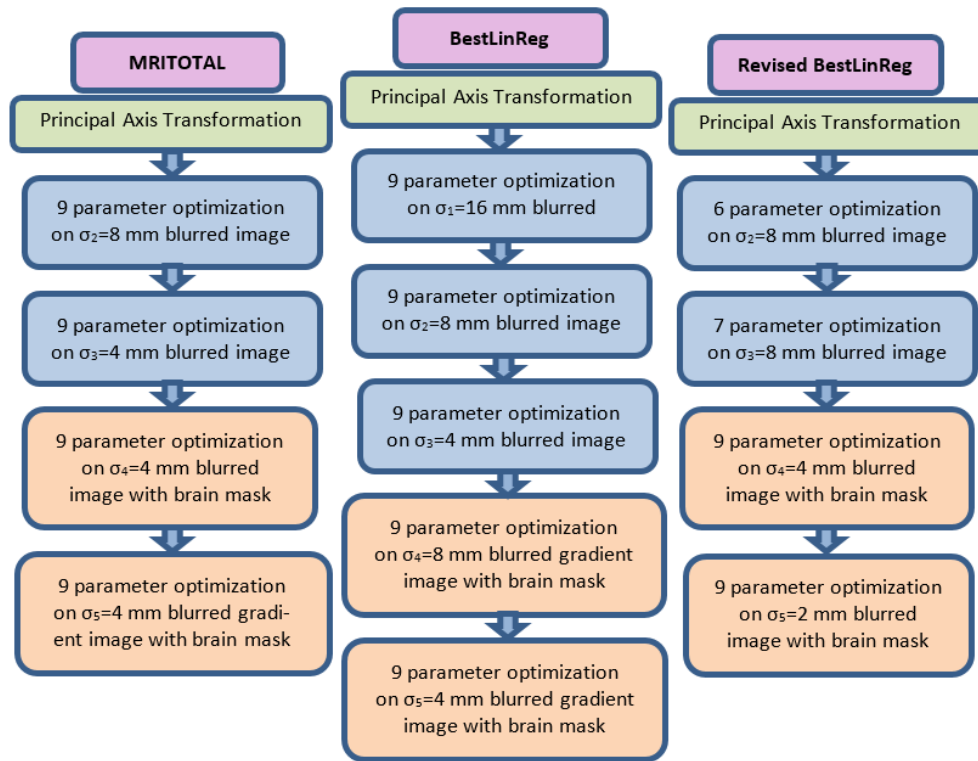 MRITOTAL
Principal Axis Transformation
9 parameter optimization
on σ₂=8 mm blurred image
9 parameter optimization
on σ₃=4 mm blurred image
9 parameter optimization
on σ₄=4 mm blurred
image with brain mask
9 parameter optimization
on σ₅=4 mm blurred gradi-
ent image with brain mask
BestLinReg
Principal Axis Transformation
9 parameter optimization
on σ₁=16 mm blurred
9 parameter optimization
on σ₂=8 mm blurred image
9 parameter optimization
on σ₃=4 mm blurred image
9 parameter optimization
on σ₄=8 mm blurred gradient
image with brain mask
9 parameter optimization
on σ₅=4 mm blurred gradient
image with brain mask
Revised BestLinReg
Principal Axis Transformation
6 parameter optimization
on σ₂=8 mm blurred image
7 parameter optimization
on σ₃=8 mm blurred image
9 parameter optimization
on σ₄=4 mm blurred
image with brain mask
9 parameter optimization
on σ₅=2 mm blurred
image with brain mask